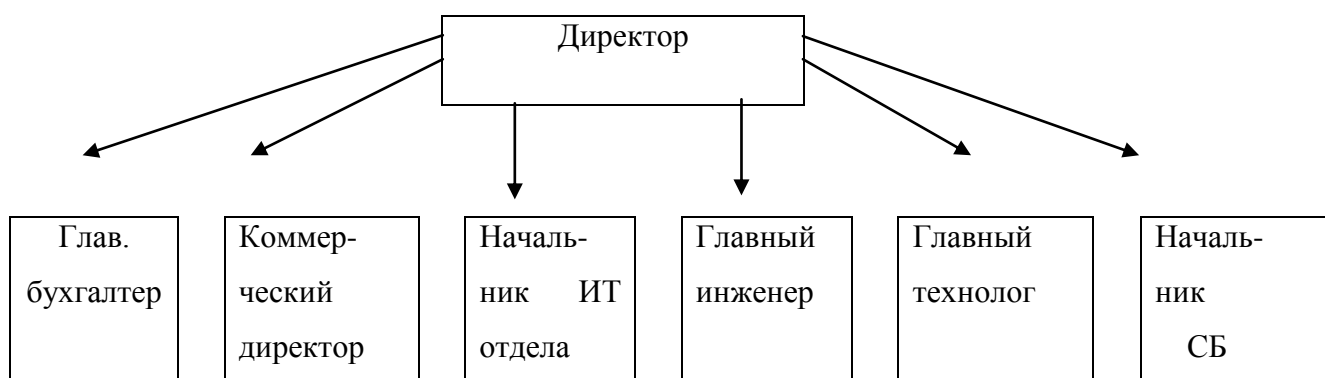 Директор
Глав.
бухгалтер
Коммер-
ческий
директор
Началь-
ник ИТ
отдела
Главный
инженер
Главный
технолог
Началь-
ник
СБ